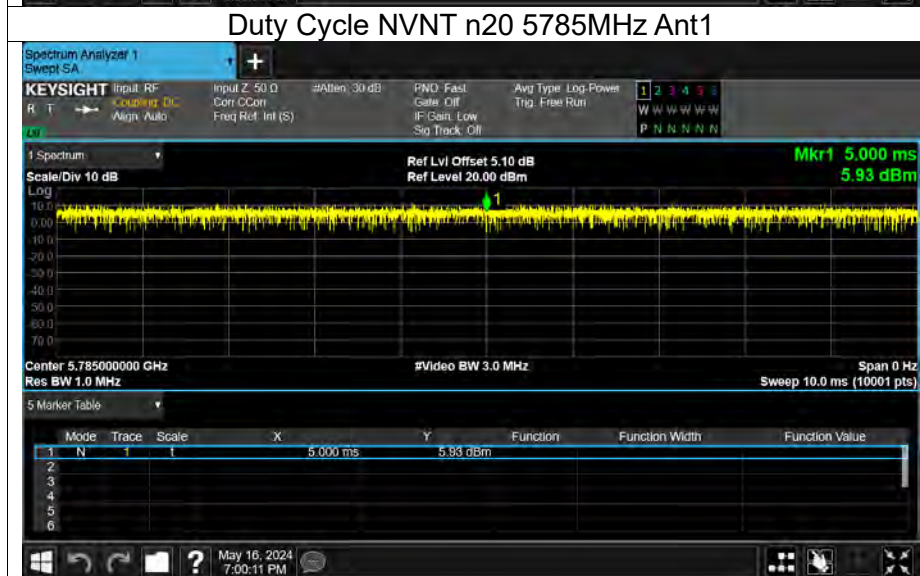 Duty Cycle NVNT n20 5785MHz Ant1
Spectrum Analyzer 1
Swept SA
+
KEYSIGHT Input: RF Input Z: 50 Ω #Atten: 30 dB PNO: Fast Avg Type: Log-Power 1 2 3 4 5 6
R T Coupling: DC Corr CCorr Gate: Off Trig: Free Run W W W W W W
Align: Auto Freq Ref: Int (S) IF Gain: Low
Sig Track: Off P N N N N N
1 Spectrum
Ref Lvl Offset 5.10 dB Mkr1 5.000 ms
Scale/Div 10 dB Ref Level 20.00 dBm 5.93 dBm
Log
1
10.0
0.00
-10.0
-20.0
-30.0
-40.0
-50.0
-60.0
-70.0
Center 5.785000000 GHz #Video BW 3.0 MHz Span 0 Hz
Res BW 1.0 MHz Sweep 10.0 ms (10001 pts)
5 Marker Table
Mode Trace Scale X Y Function Function Width Function Value
1 N 1 t 5.000 ms 5.93 dBm
2
3
4
5
6
? May 16, 2024
7:00:11 PM